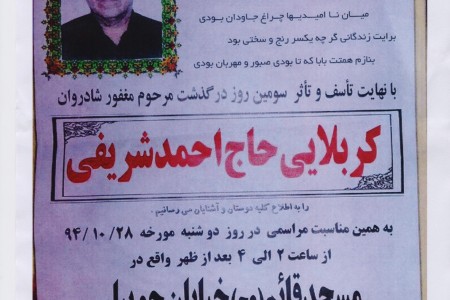 میان نا امیدیها چراغ جاودان بودی
برایت زندگانی گر چه یکسر رنج و سختی بود
بنازم همتت بابا که تا بودی صبور و مهربان بودی
با نهایت تأسف و تأثر سومین روز درگذشت مرحوم مغفور شادروان
کربلایی حاج احمد شریفی
را به اطلاع کلیه دوستان و آشنایان می رسانیم.
به همین مناسبت مراسمی در روز دو شنبه مورخه ۹۴/۱۰/۲۸
از ساعت ۲ الی ۴ بعد از ظهر واقع در
مسجد قائم خیابان